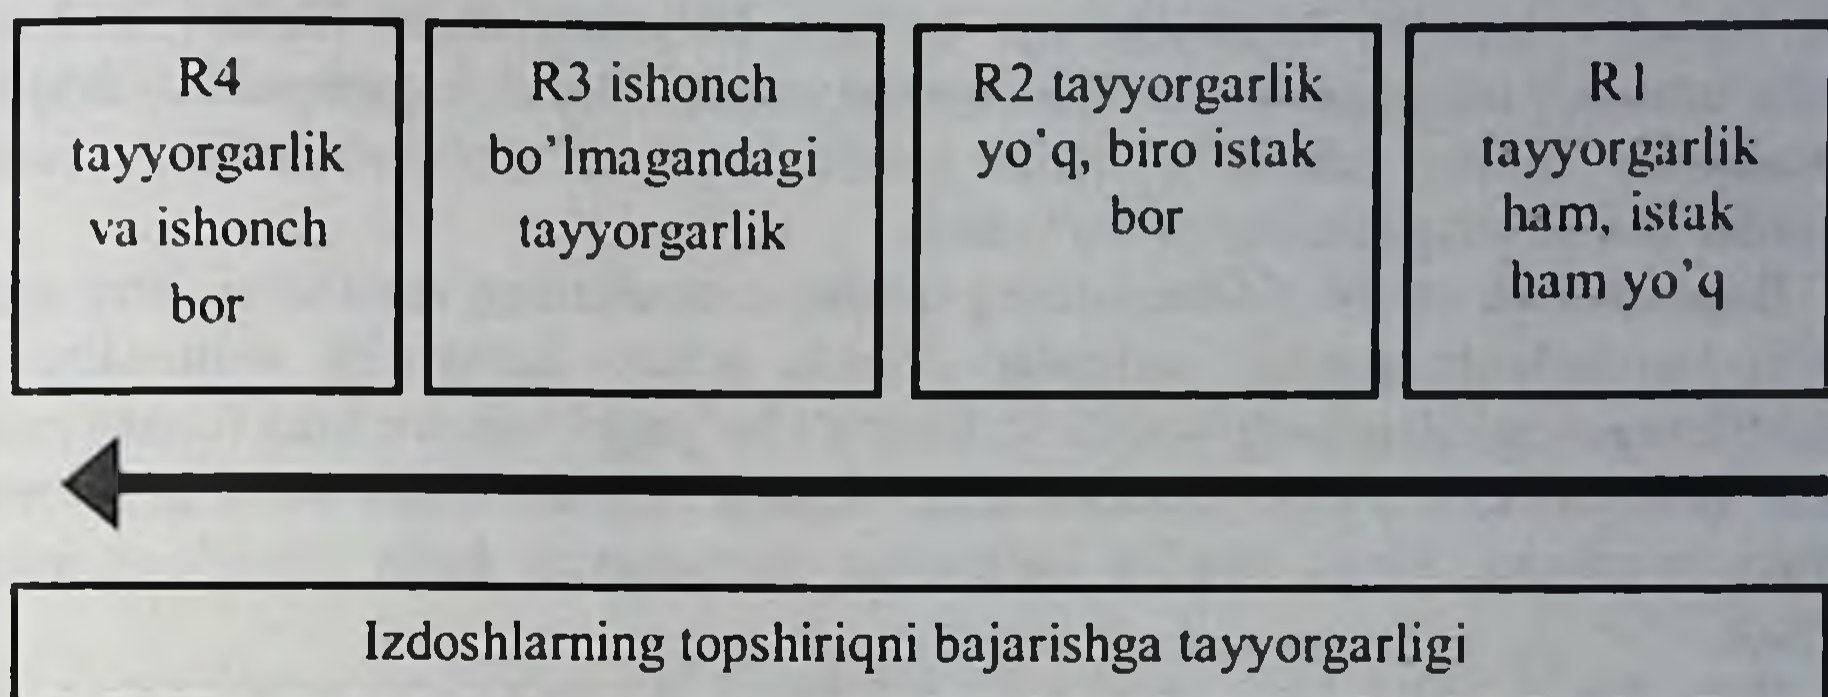 R4
tayyorgarlik
va ishonch
bor
R3 ishonch
bo'lmagandagi
tayyorgarlik
R2 tayyorgarlik
yo'q, biro istak
bor
R1
tayyorgarlik
ham, istak
ham yo'q
Izdoshlarning topshiriqni bajarishga tayyorgarligi